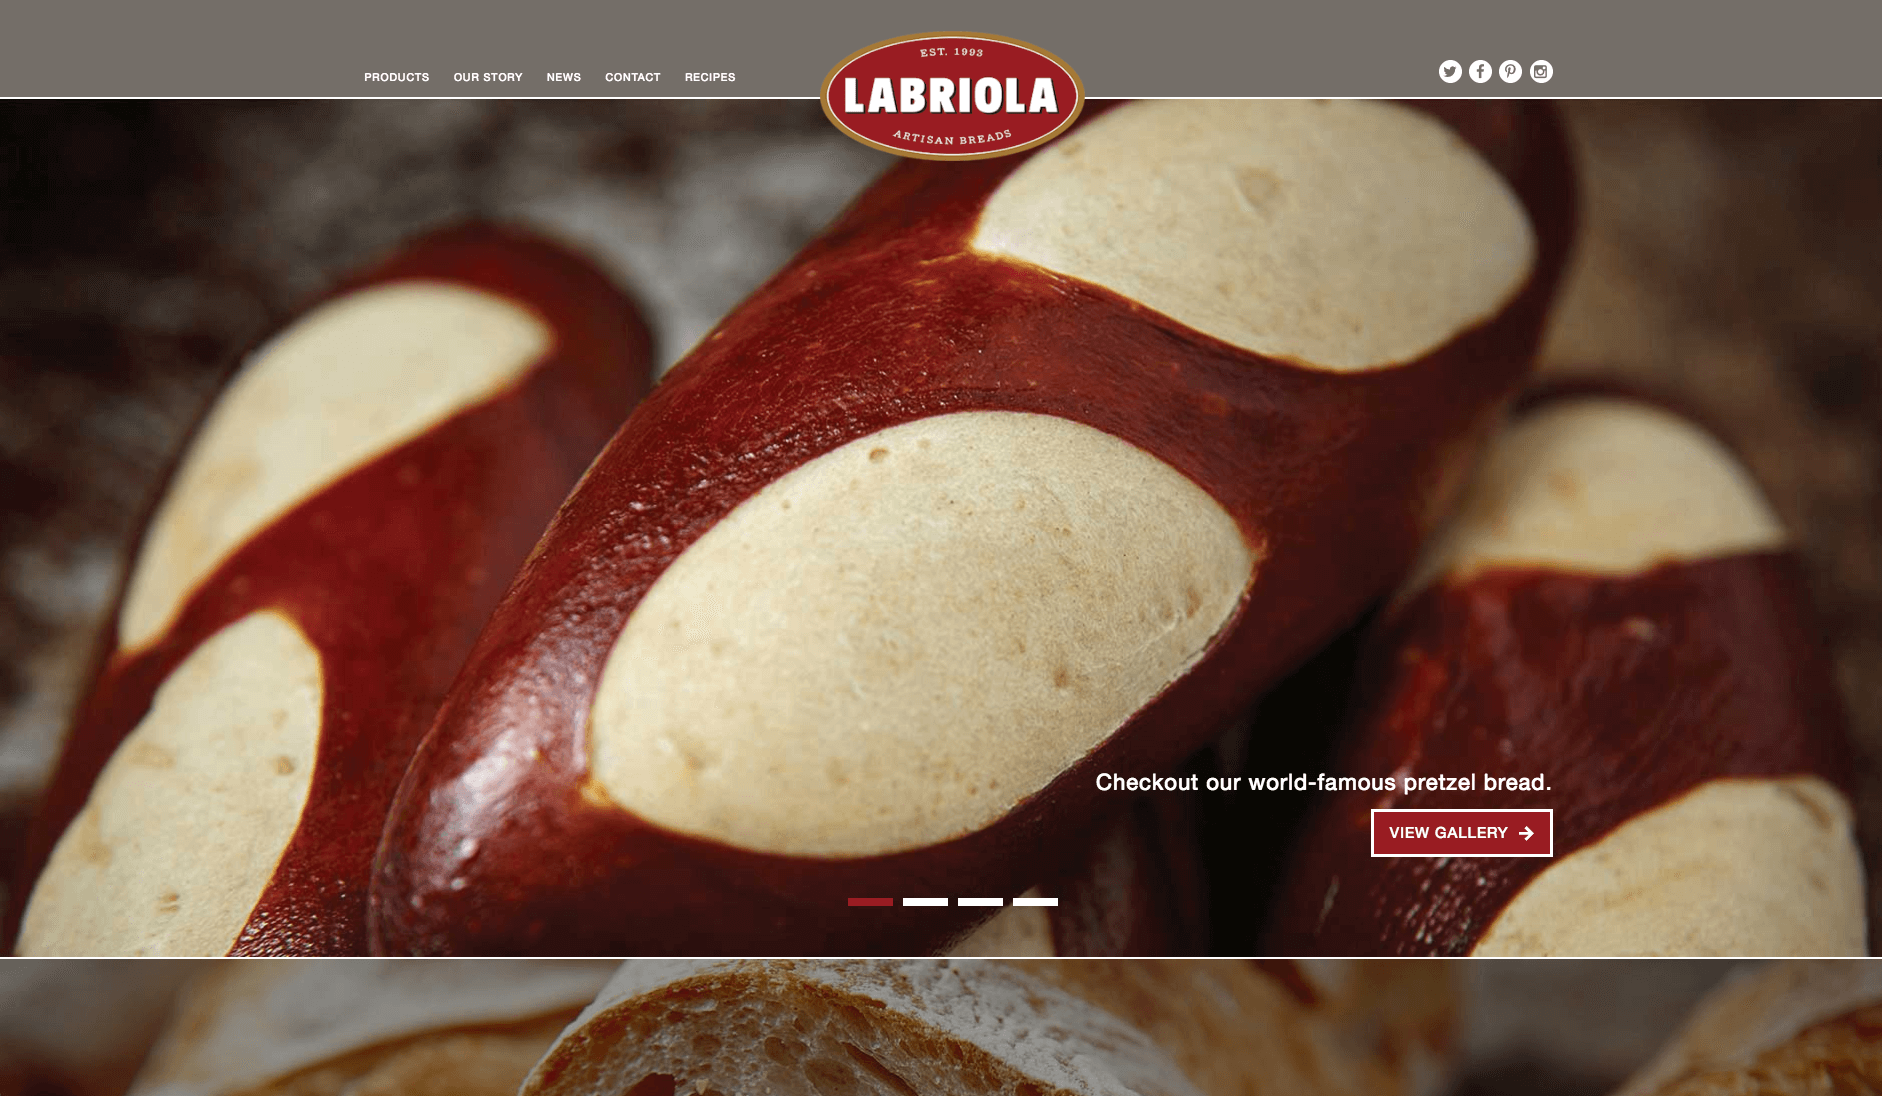 PRODUCTS OUR STORY NEWS CONTACT RECIPES
EST. 1993
LABRIOLA
ARTISAN BREADS
Checkout our world-famous pretzel bread.
VIEW GALLERY →